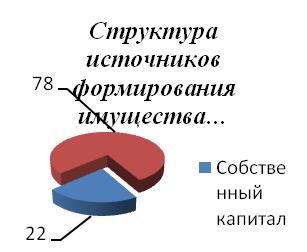 Структура
источников
формирования
имущества...
78
Собстве
нный
капитал
22